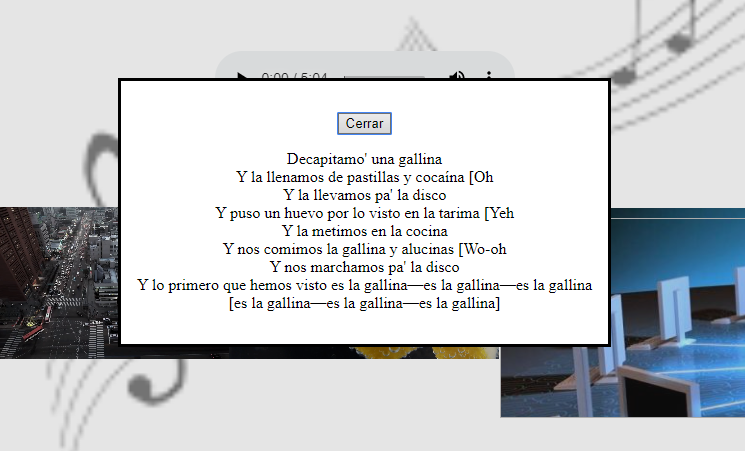 0:00 / 5:04
Cerrar
Decapitamo' una gallina
Y la llenamos de pastillas y cocaína [Oh
Y la llevamos pa' la disco
Y puso un huevo por lo visto en la tarima [Yeh
Y la metimos en la cocina
Y nos comimos la gallina y alucinas [Wo-oh
Y nos marchamos pa' la disco
Y lo primero que hemos visto es la gallina—es la gallina—es la gallina
[es la gallina—es la gallina—es la gallina]